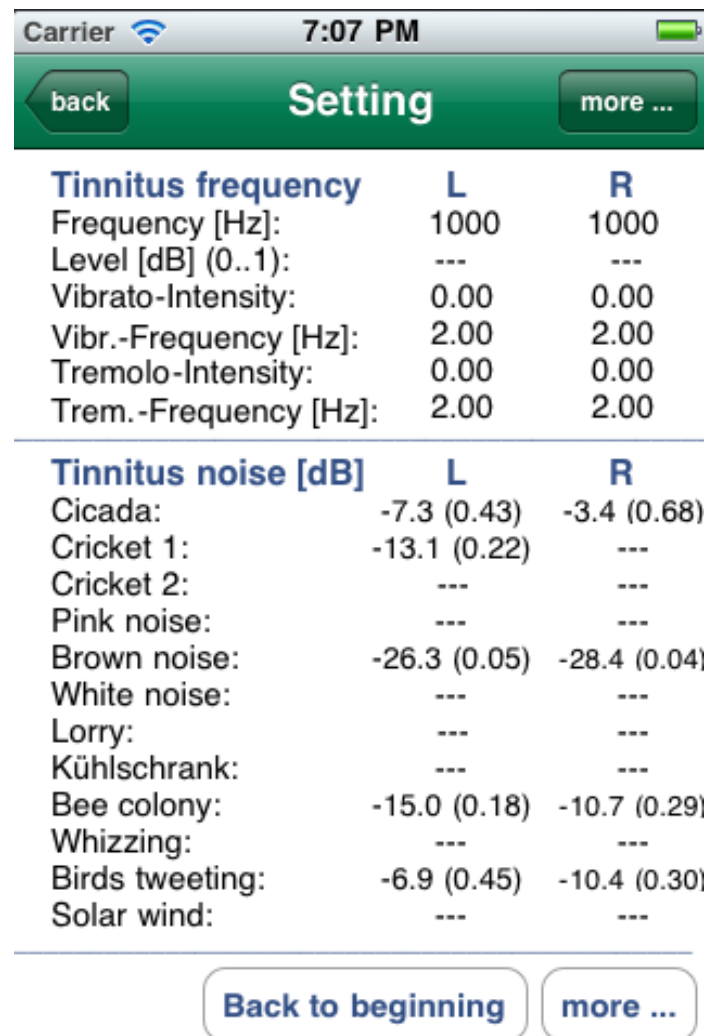 Carrier 7:07 PM
back Setting more ...
Tinnitus frequency L R
Frequency [Hz]: 1000 1000
Level [dB] (0..1): --- ---
Vibrato-Intensity: 0.00 0.00
Vibr.-Frequency [Hz]: 2.00 2.00
Tremolo-Intensity: 0.00 0.00
Trem.-Frequency [Hz]: 2.00 2.00
Tinnitus noise [dB] L R
Cicada: -7.3 (0.43) -3.4 (0.68)
Cricket 1: -13.1 (0.22) ---
Cricket 2: --- ---
Pink noise: --- ---
Brown noise: -26.3 (0.05) -28.4 (0.04)
White noise: --- ---
Lorry: --- ---
Kühlschrank: --- ---
Bee colony: -15.0 (0.18) -10.7 (0.29)
Whizzing: --- ---
Birds tweeting: -6.9 (0.45) -10.4 (0.30)
Solar wind: --- ---
Back to beginning more ...